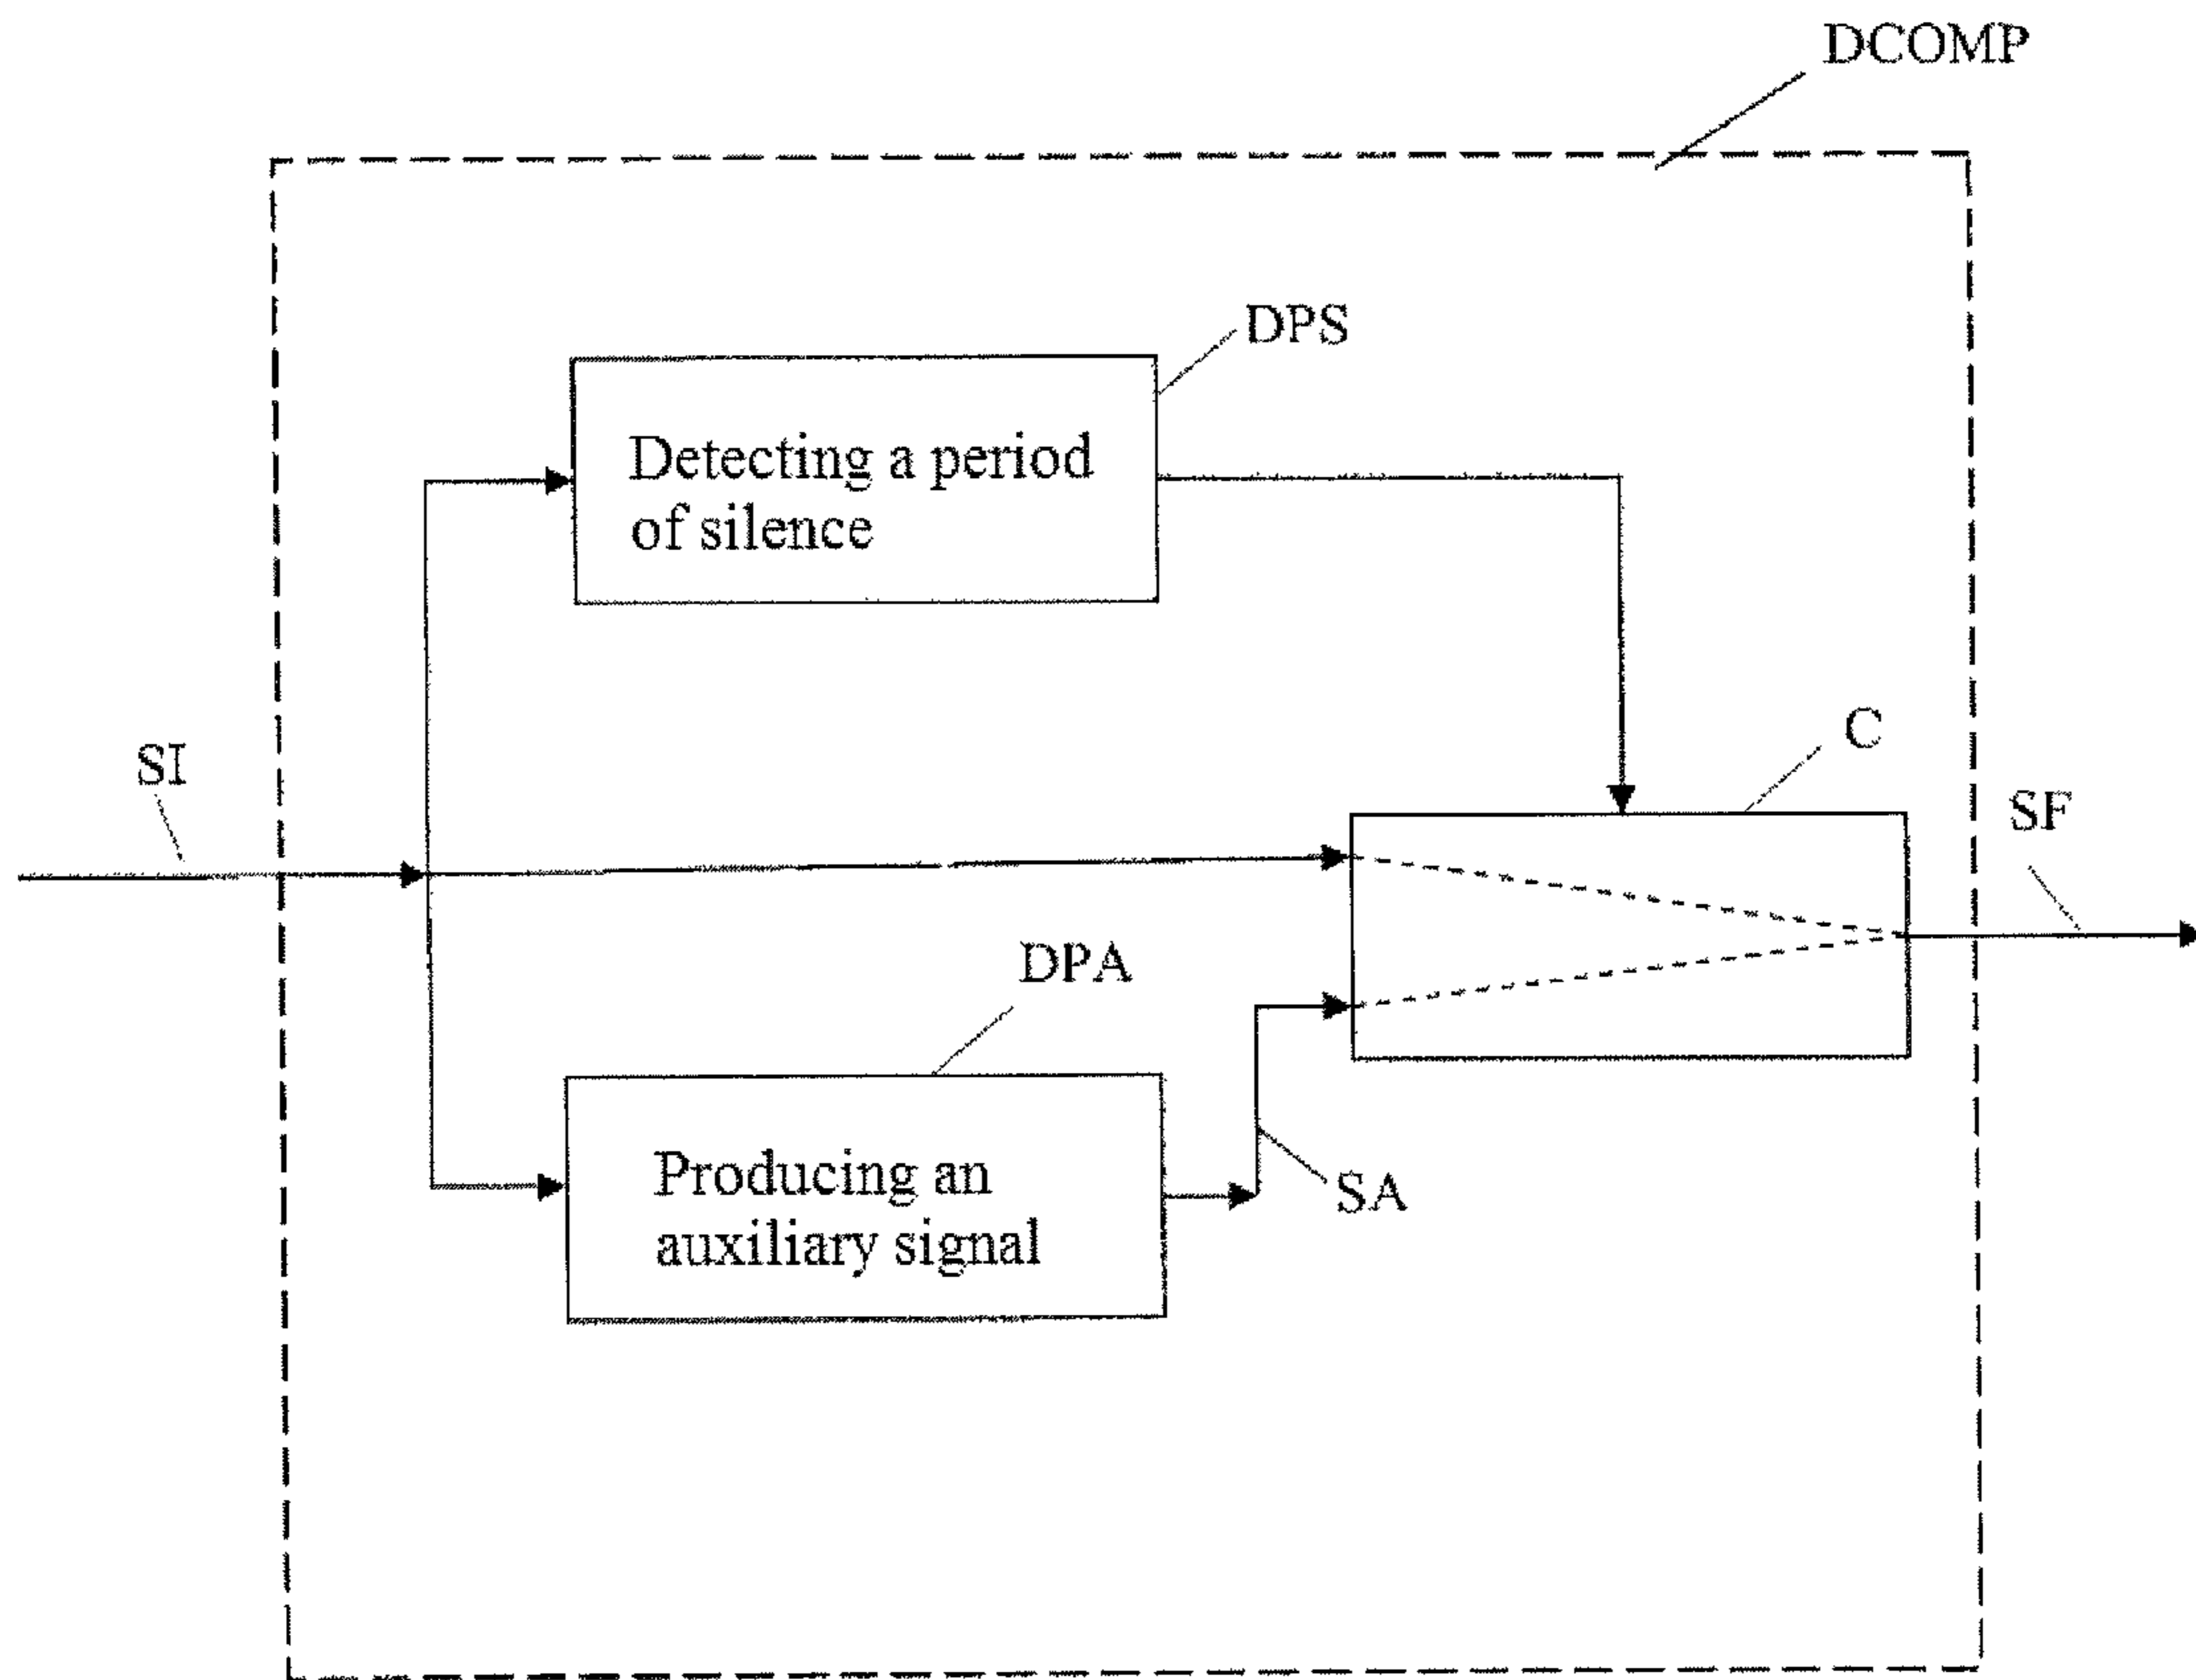 DCOMP
DPS
Detecting a period
of silence
C
SI
SF
DPA
Producing an
auxiliary signal
SA